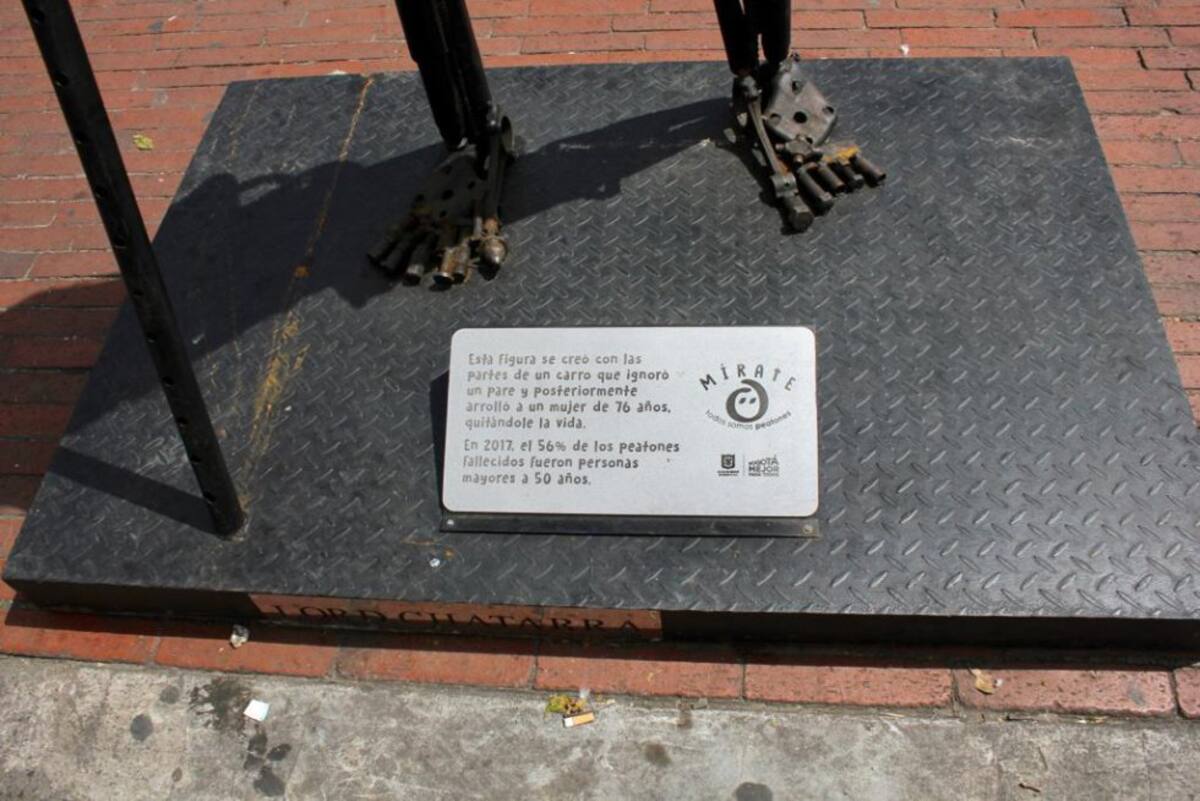 Esta figura se creó con las
partes de un carro que ignoró
un pare y posteriormente
arrolló a un mujer de 76 años,
quitándole la vida.
En 2017, el 56% de los peatones
fallecidos fueron personas
mayores a 50 años.
MÍRATE
todos somos peatones
BOGOTÁ
MEJOR
PARA TODOS
LORD CHATARRA